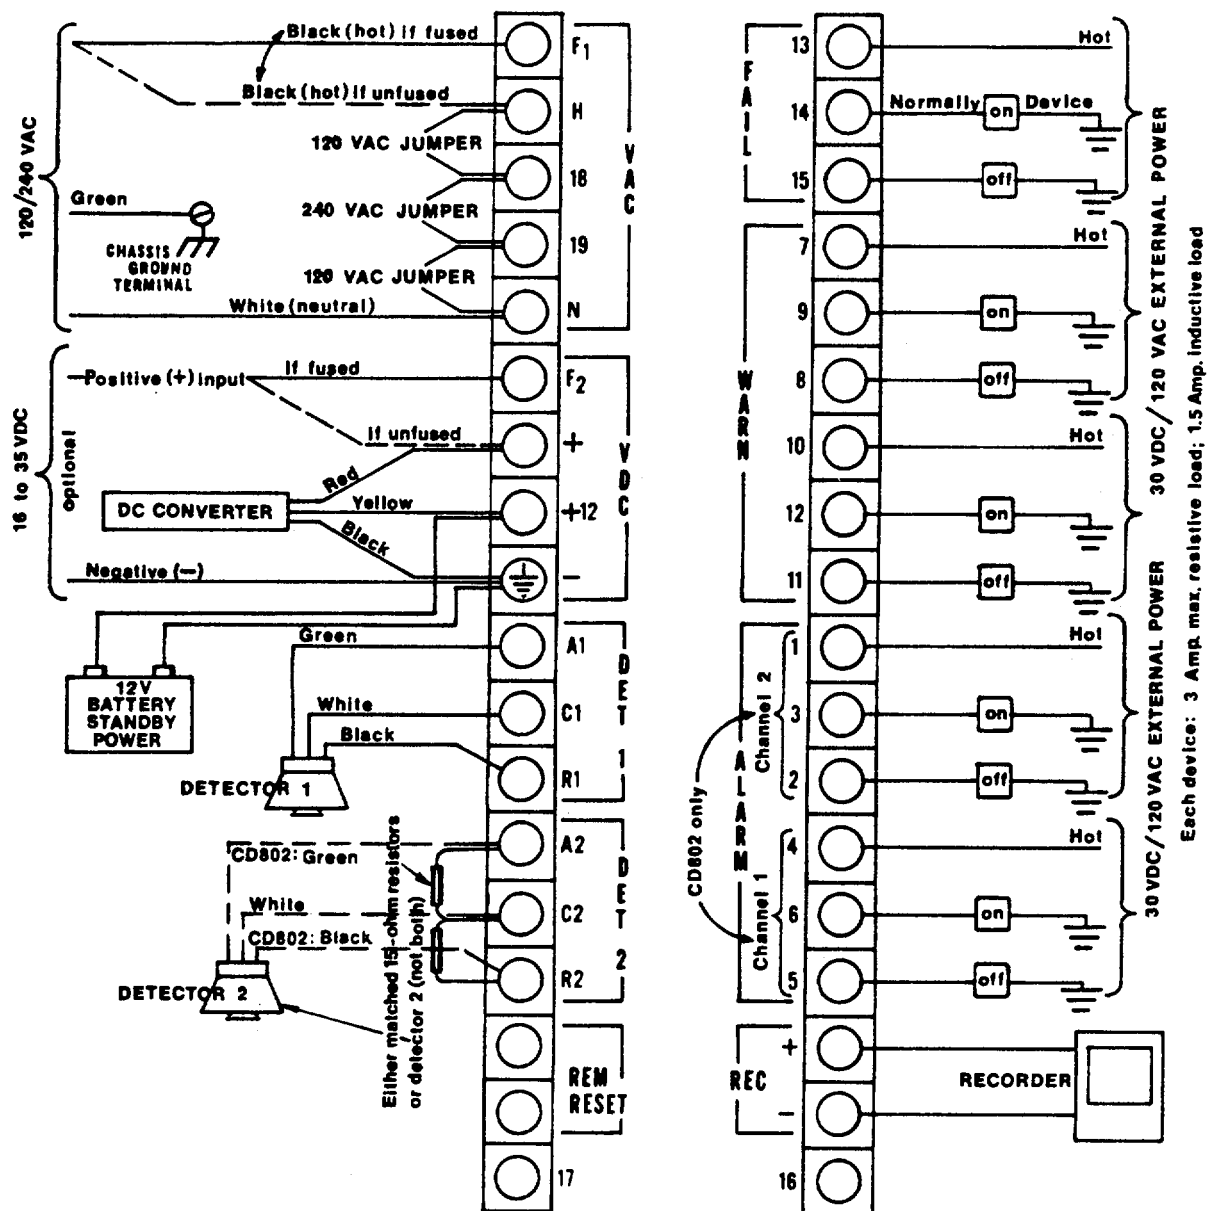 120/240 VAC
Black (hot) if fused
F1
Black (hot) if unfused
H
120 VAC JUMPER
18
240 VAC JUMPER
19
120 VAC JUMPER
Green
CHASSIS
GROUND
TERMINAL
White (neutral)
N
VAC
16 to 35 VDC
optional
Positive (+) input
If fused
F2
If unfused
+
Red
DC CONVERTER
Yellow
+12
Black
Negative (—)
-
VDC
12V
BATTERY
STANDBY
POWER
Green
A1
White
C1
Black
R1
DETECTOR 1
DET 1
CD802: Green
A2
White
C2
CD802: Black
R2
DETECTOR 2
DET 2
Either matched 15-ohm resistors
or detector 2 (not both)
REM
RESET
17
FAIL
13
Hot
14
Normally
on
Device
15
off
WARN
7
Hot
9
on
8
off
30 VDC/120 VAC EXTERNAL POWER
10
Hot
12
on
11
off
ALARM
CD802 only
Channel 2
1
Hot
3
on
2
off
Channel 1
4
Hot
6
on
5
off
30 VDC/120 VAC EXTERNAL POWER
Each device: 3 Amp. max. resistive load; 1.5 Amp. inductive load
REC
+
-
RECORDER
16